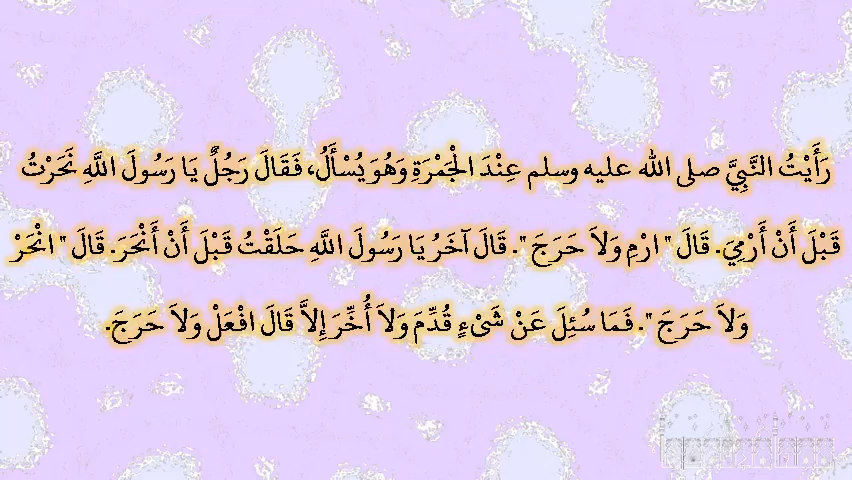 رَأَيْتُ النَّبِيَّ صلى الله عليه وسلم عِنْدَ الْجَمْرَةِ وَهُوَ يُسْأَلُ، فَقَالَ رَجُلٌ يَا رَسُولَ اللَّهِ نَحَرْتُ
قَبْلَ أَنْ أَرْمِيَ. قَالَ " ارْمِ وَلاَ حَرَجَ ". قَالَ آخَرُ يَا رَسُولَ اللَّهِ حَلَقْتُ قَبْلَ أَنْ أَنْحَرَ. قَالَ " انْحَرْ
وَلاَ حَرَجَ ". فَمَا سُئِلَ عَنْ شَىْءٍ قُدِّمَ وَلاَ أُخِّرَ إِلاَّ قَالَ افْعَلْ وَلاَ حَرَجَ.